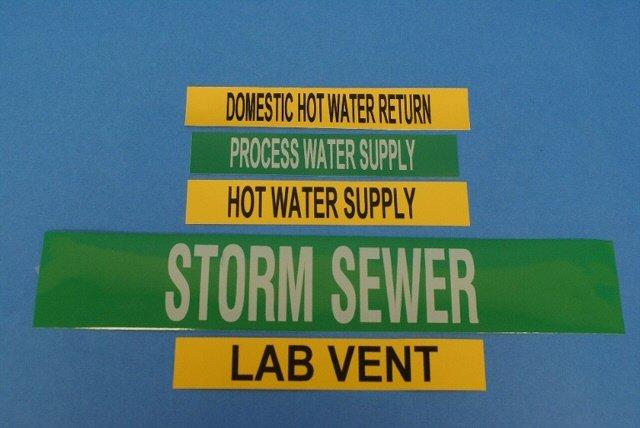 DOMESTIC HOT WATER RETURN
PROCESS WATER SUPPLY
HOT WATER SUPPLY
STORM SEWER
LAB VENT